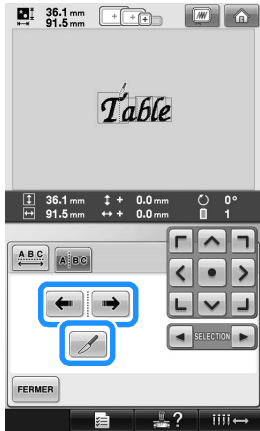 36.1 mm
91.5 mm
Table
36.1 mm + 0.0 mm 0°
91.5 mm + 0.0 mm 1
ABC A BC
SELECTION
FERMER
?